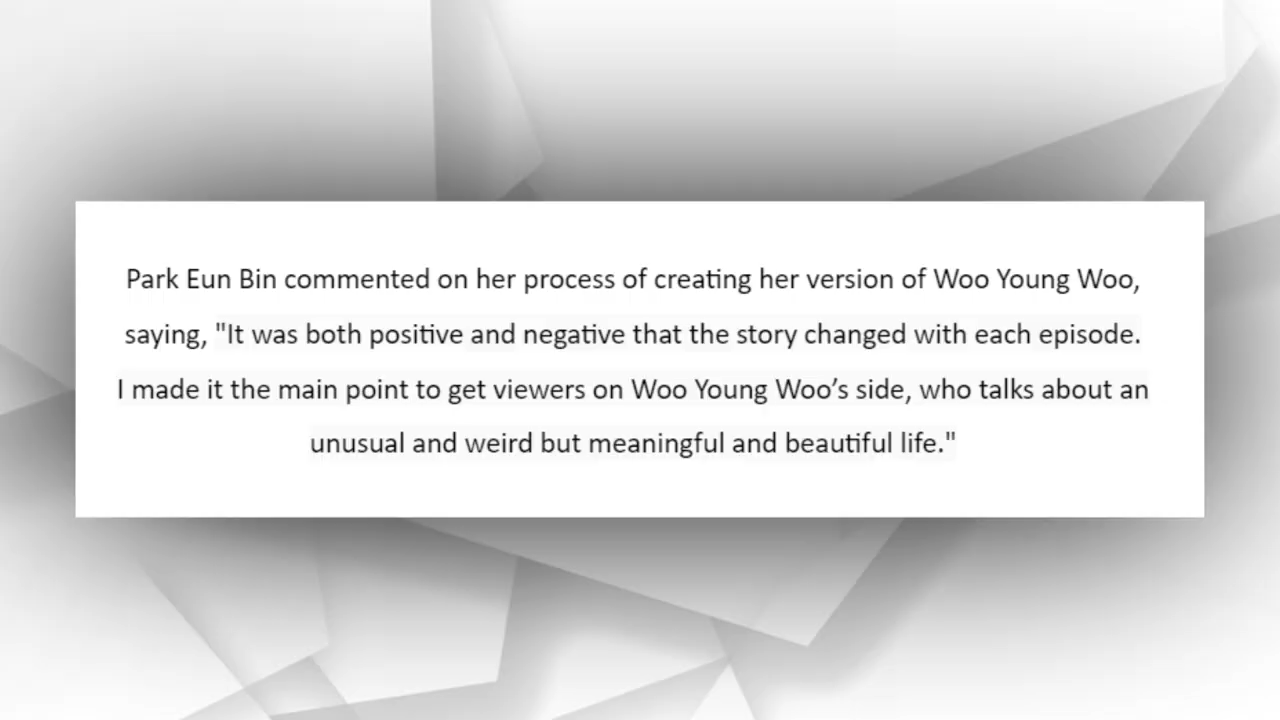 Park Eun Bin commented on her process of creating her version of Woo Young Woo,
saying, "It was both positive and negative that the story changed with each episode.
I made it the main point to get viewers on Woo Young Woo’s side, who talks about an
unusual and weird but meaningful and beautiful life."